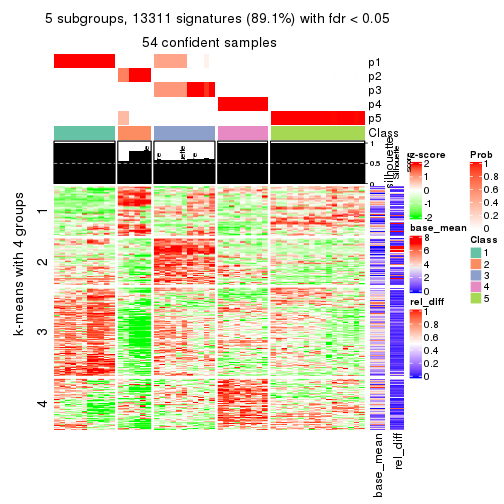 5 subgroups, 13311 signatures (89.1%) with fdr < 0.05
54 confident samples
p1
p2
p3
p4
p5
Class
1
0.5
0
silhouettes
Silhouette
score
k-means with 4 groups
1
2
3
4
base_mean
rel_diff
z-score
2
1
0
-1
-2
base_mean
8
6
4
2
0
rel_diff
1
0.8
0.6
0.4
0.2
0
Prob
1
0.8
0.6
0.4
0.2
0
Class
1
2
3
4
5